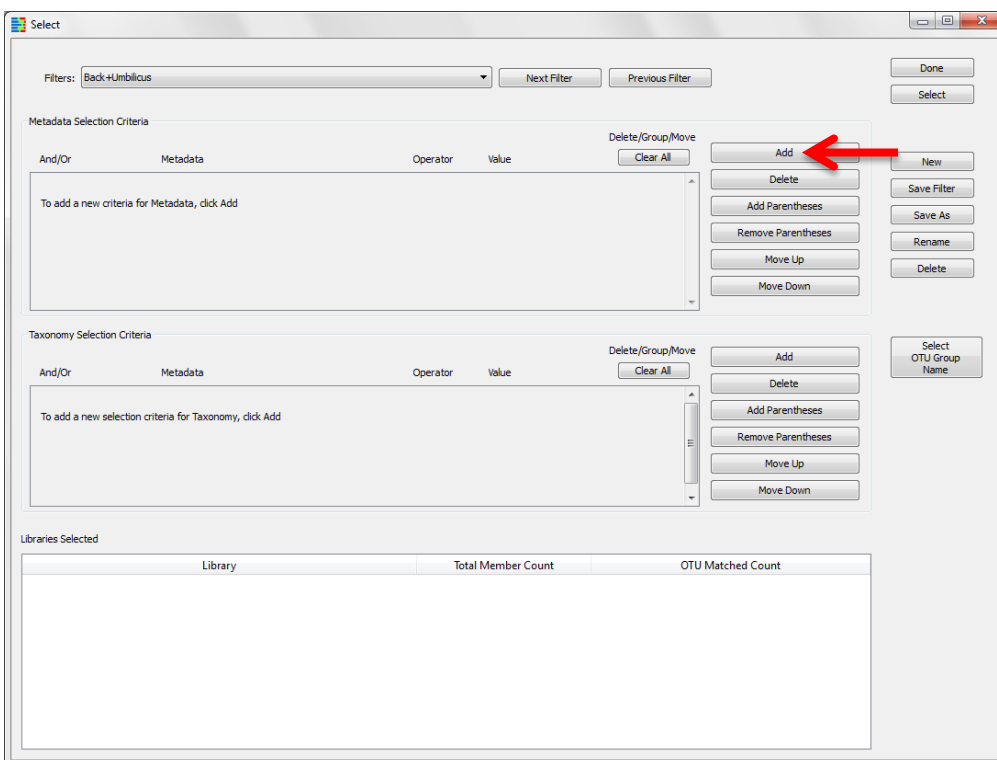 Select
Filters: Back+Umbilicus Next Filter Previous Filter
Done
Select
Metadata Selection Criteria
Delete/Group/Move
And/Or Metadata Operator Value Clear All
To add a new criteria for Metadata, click Add
Add
Delete
Add Parentheses
Remove Parentheses
Move Up
Move Down
New
Save Filter
Save As
Rename
Delete
Taxonomy Selection Criteria
Delete/Group/Move
And/Or Metadata Operator Value Clear All
To add a new selection criteria for Taxonomy, click Add
Add
Delete
Add Parentheses
Remove Parentheses
Move Up
Move Down
Select
OTU Group
Name
Libraries Selected
Library Total Member Count OTU Matched Count